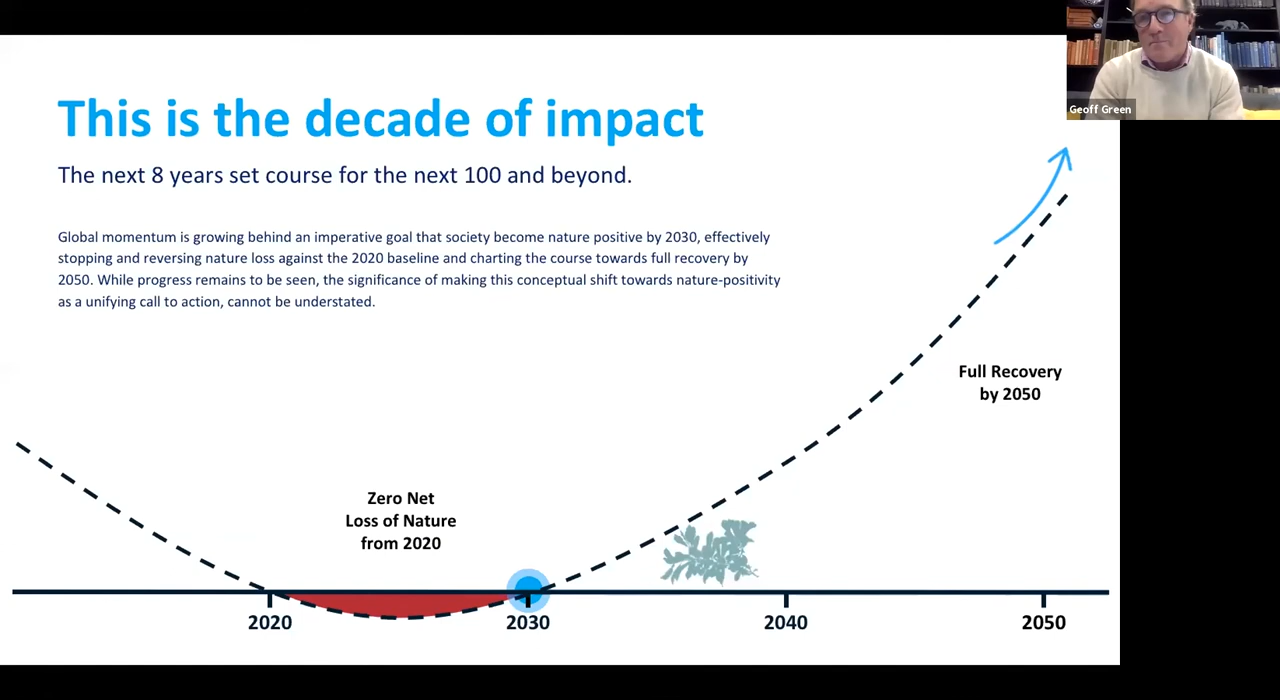 This is the decade of impact
The next 8 years set course for the next 100 and beyond.
Global momentum is growing behind an imperative goal that society become nature positive by 2030, effectively
stopping and reversing nature loss against the 2020 baseline and charting the course towards full recovery by
2050. While progress remains to be seen, the significance of making this conceptual shift towards nature-positivity
as a unifying call to action, cannot be understated.
Geoff Green
Full Recovery
by 2050
Zero Net
Loss of Nature
from 2020
2020
2030
2040
2050